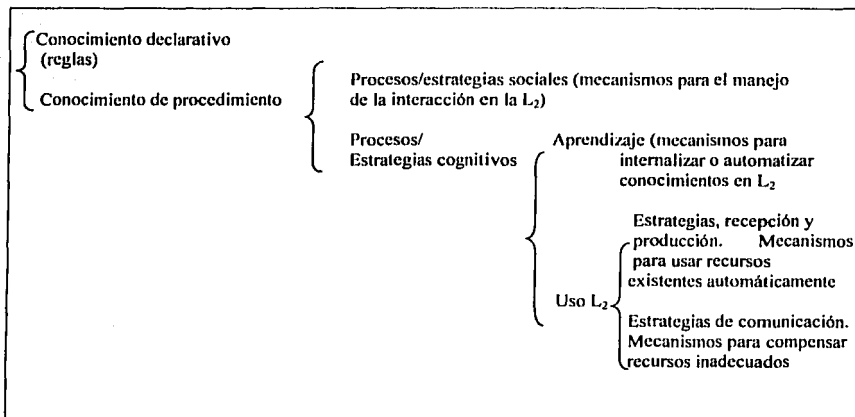 Conocimiento declarativo
(reglas)
Conocimiento de procedimiento
Procesos/estrategias sociales (mecanismos para el manejo
de la interacción en la L₂)
Procesos/
Estrategias cognitivos
Aprendizaje (mecanismos para
internalizar o automatizar
conocimientos en L₂
Uso L₂
Estrategias, recepción y
producción. Mecanismos
para usar recursos
existentes automáticamente
Estrategias de comunicación.
Mecanismos para compensar
recursos inadecuados